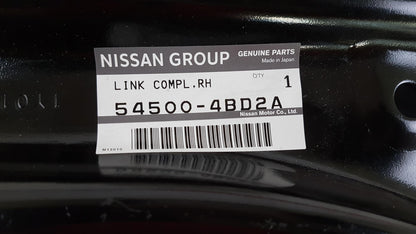 NISSAN GROUP
GENUINE PARTS
Made in Japan
LINK COMPL.RH
QTY
1
54500-4BD2A
Nissan Motor Co., Ltd.